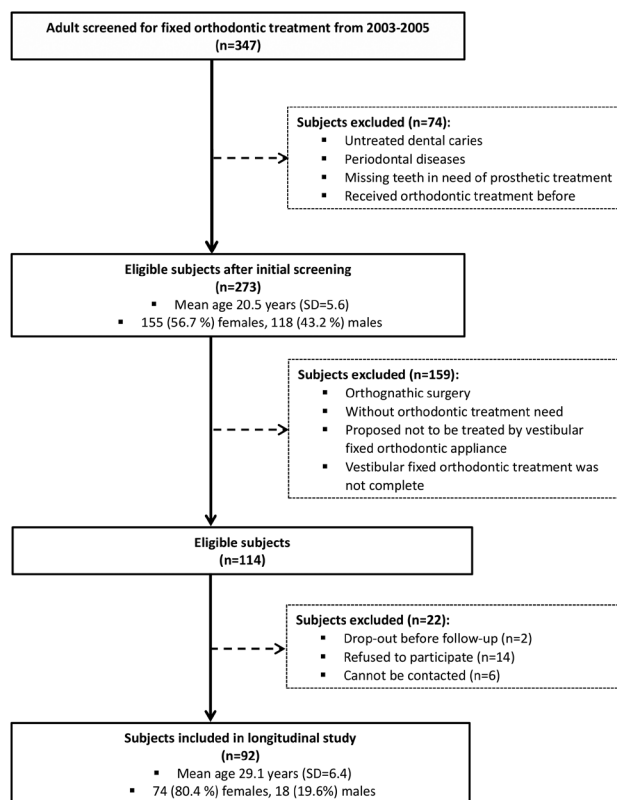 Adult screened for fixed orthodontic treatment from 2003-2005
(n=347)
Subjects excluded (n=74):
▪ Untreated dental caries
▪ Periodontal diseases
▪ Missing teeth in need of prosthetic treatment
▪ Received orthodontic treatment before
Eligible subjects after initial screening
(n=273)
▪ Mean age 20.5 years (SD=5.6)
▪ 155 (56.7 %) females, 118 (43.2 %) males
Subjects excluded (n=159):
▪ Orthognathic surgery
▪ Without orthodontic treatment need
▪ Proposed not to be treated by vestibular
fixed orthodontic appliance
▪ Vestibular fixed orthodontic treatment was
not complete
Eligible subjects
(n=114)
Subjects excluded (n=22):
▪ Drop-out before follow-up (n=2)
▪ Refused to participate (n=14)
▪ Cannot be contacted (n=6)
Subjects included in longitudinal study
(n=92)
▪ Mean age 29.1 years (SD=6.4)
▪ 74 (80.4 %) females, 18 (19.6%) males